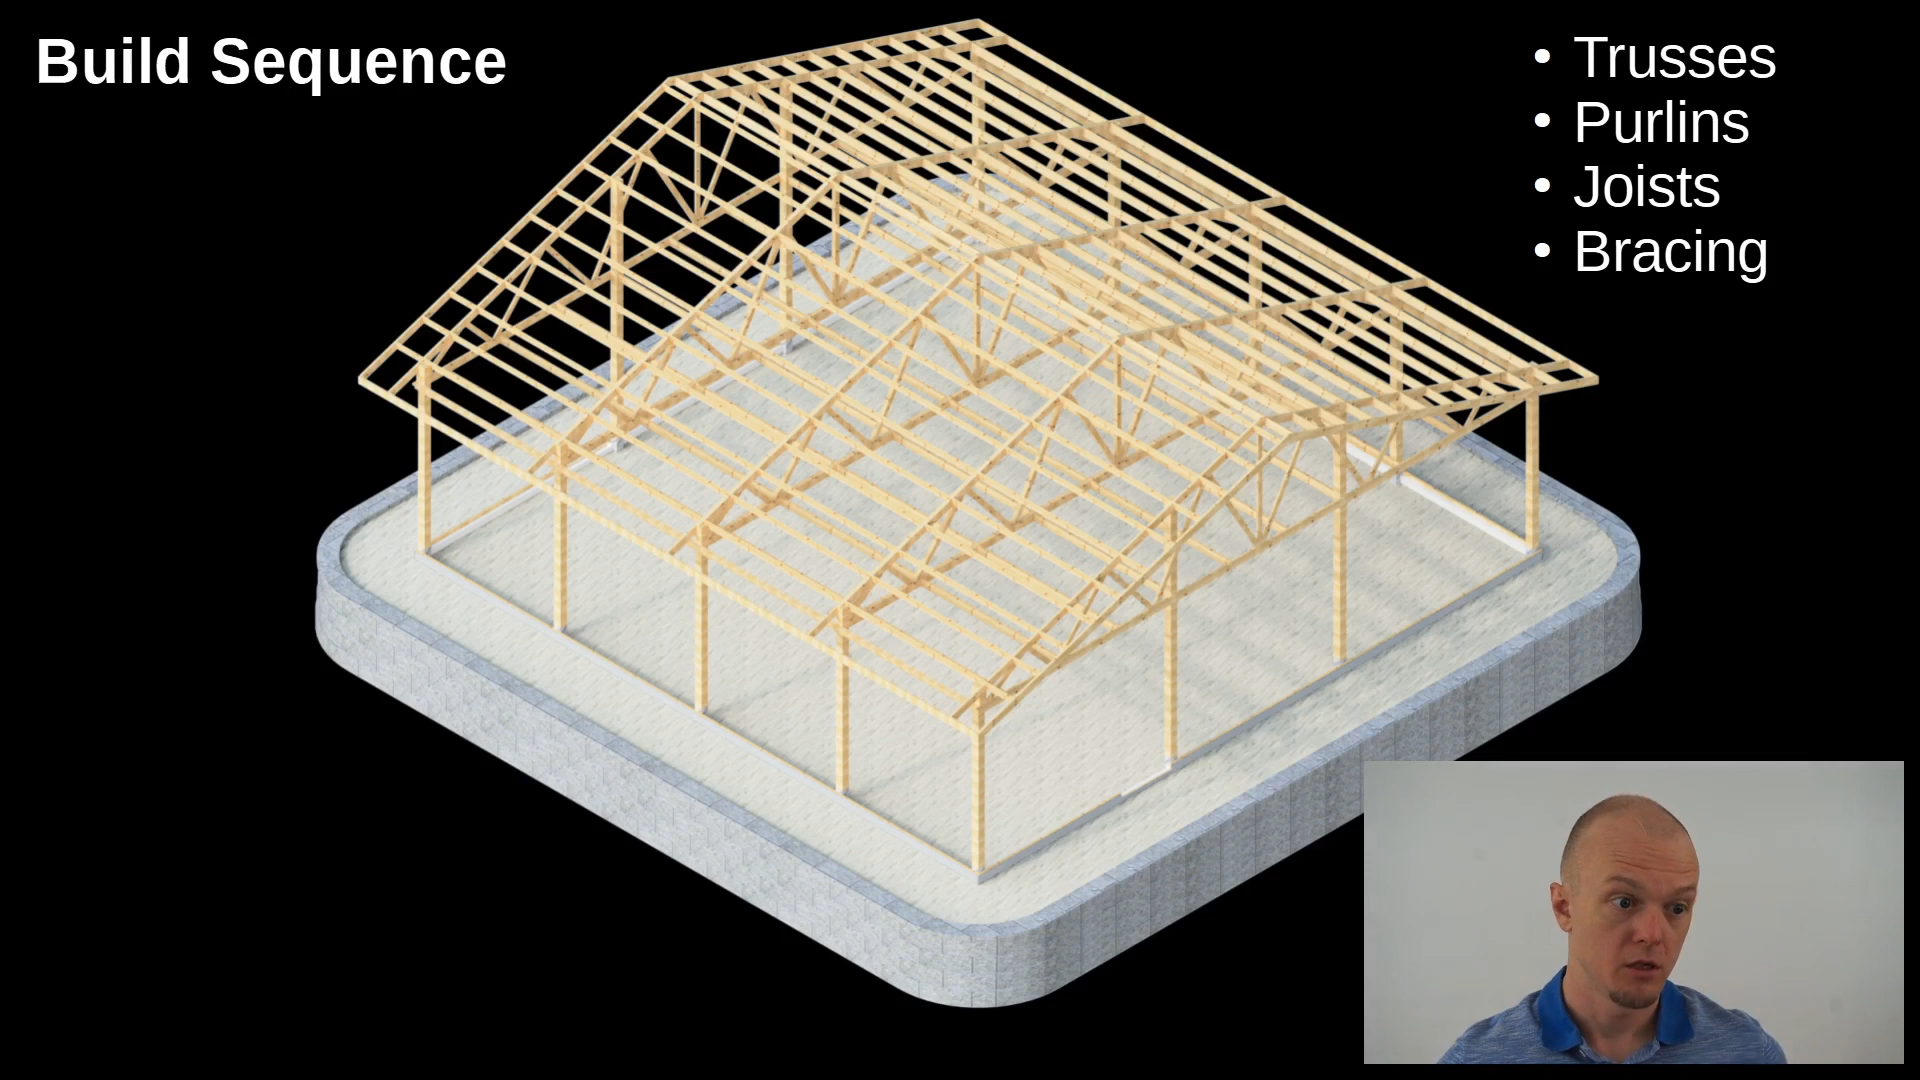 Build Sequence
• Trusses
• Purlins
• Joists
• Bracing